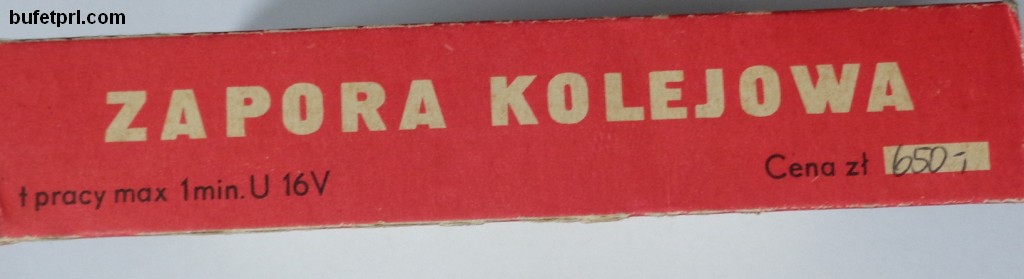 bufetprl.com
ZAPORA KOLEJOWA
t pracy max 1min. U 16V
Cena zł 650,-